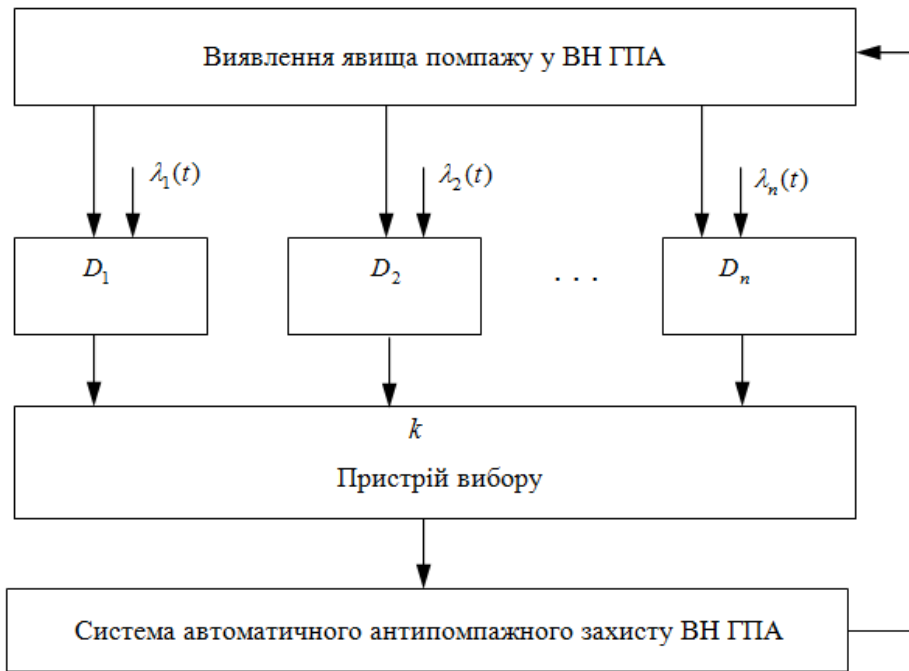 Виявлення явища помпажу у ВН ГПА
λ₁(t)
λ₂(t)
λₙ(t)
D₁
D₂
. . .
Dₙ
k
Пристрій вибору
Система автоматичного антипомпажного захисту ВН ГПА